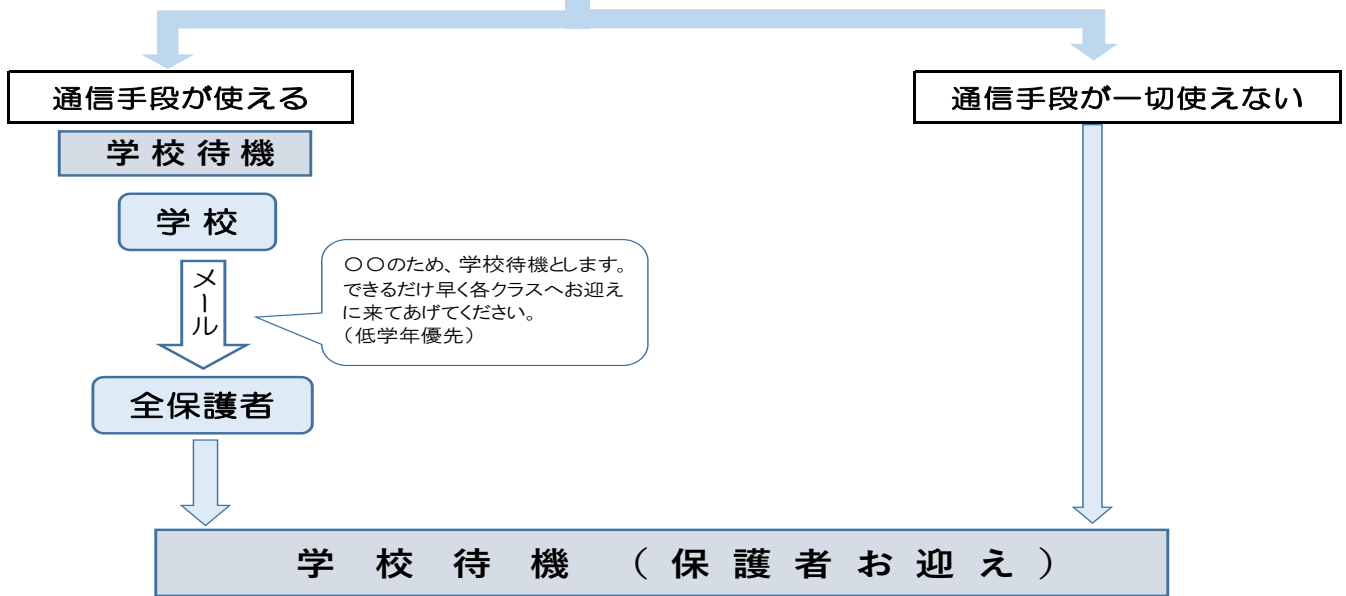 通信手段が使える
通信手段が一切使えない
学校待機
学校
メール
〇〇のため、学校待機とします。
できるだけ早く各クラスへお迎え
に来てあげてください。
（低学年優先）
全保護者
学校待機（保護者お迎え）